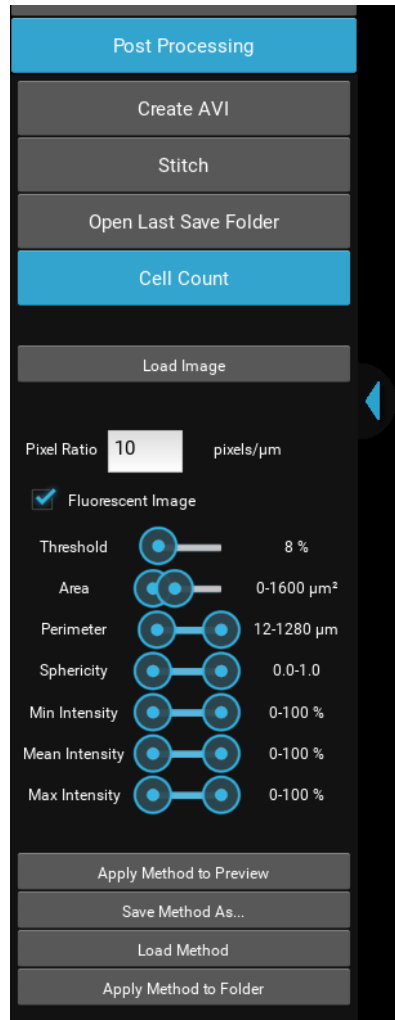 Post Processing
Create AVI
Stitch
Open Last Save Folder
Cell Count
Load Image
Pixel Ratio 10 pixels/µm
Fluorescent Image
Threshold 8 %
Area 0-1600 µm²
Perimeter 12-1280 µm
Sphericity 0.0-1.0
Min Intensity 0-100 %
Mean Intensity 0-100 %
Max Intensity 0-100 %
Apply Method to Preview
Save Method As...
Load Method
Apply Method to Folder